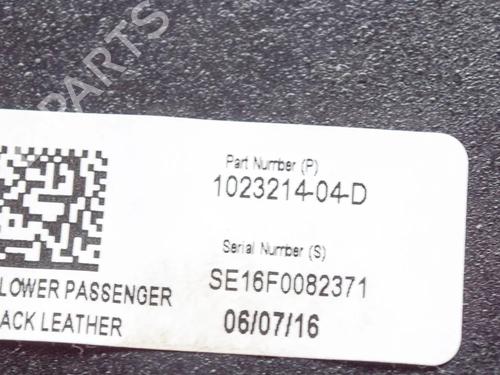 PARTS
Part Number (P)
1023214-04-D
Serial Number (S)
SE16F0082371
LOWER PASSENGER
ACK LEATHER
06/07/16